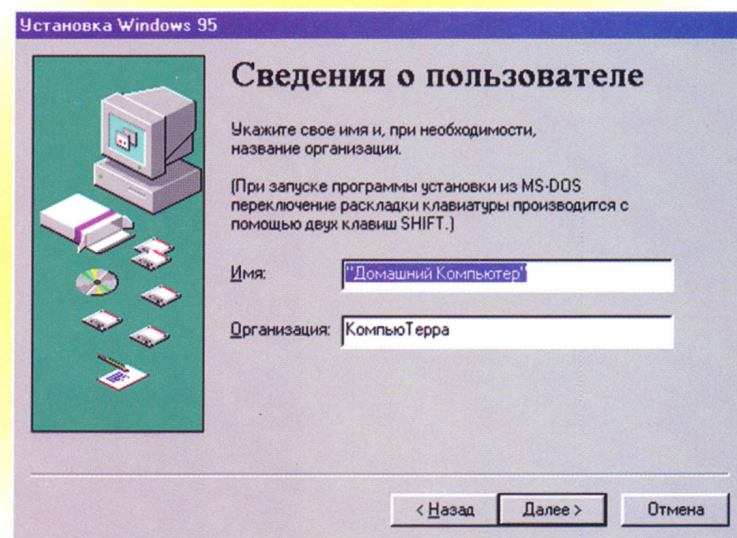 Установка Windows 95
Сведения о пользователе
Укажите свое имя и, при необходимости,
название организации.
(При запуске программы установки из MS-DOS
переключение раскладки клавиатуры производится с
помощью двух клавиш SHIFT.)
Имя: "Домашний Компьютер"
Организация: КомпьюТерра
< Назад Далее > Отмена